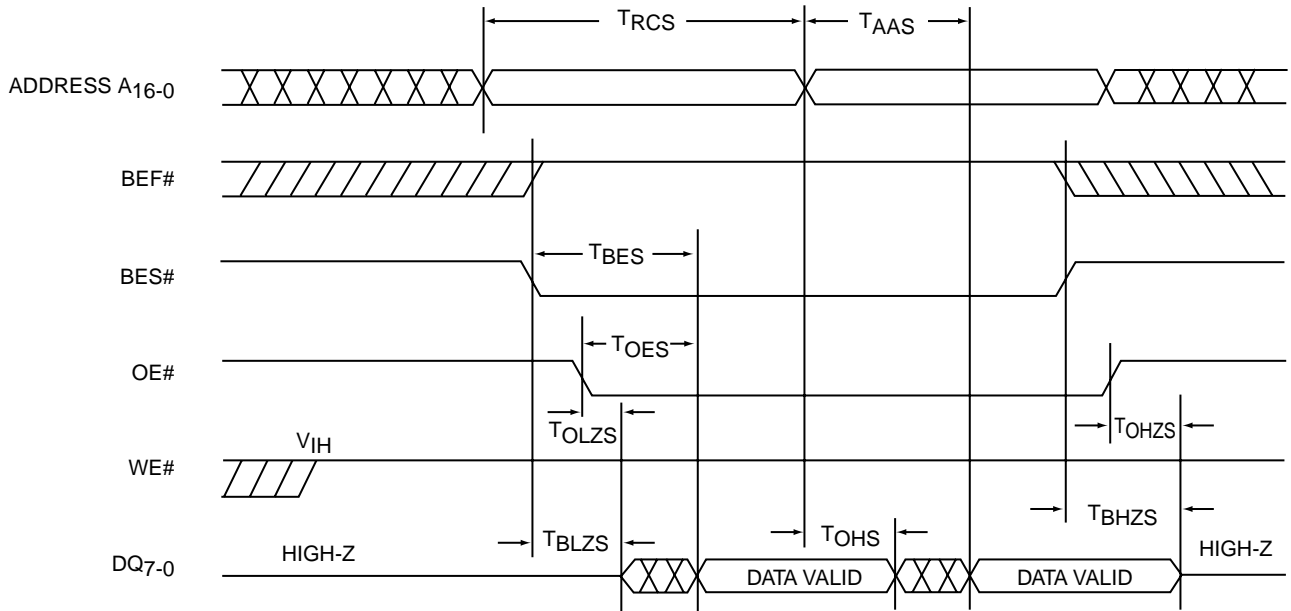 TRCS TAAS
ADDRESS A16-0
BEF#
TBES
BES#
TOES
OE#
TOLZS TOHZS
VIH
WE#
TBLZS TOHS TBHZS
HIGH-Z HIGH-Z
DQ7-0 DATA VALID DATA VALID